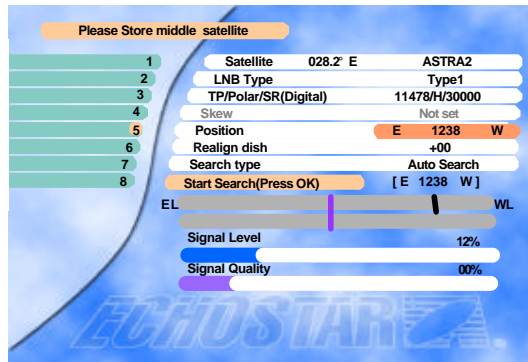 Please Store middle satellite
1 Satellite 028.2° E ASTRA2
2 LNB Type Type1
3 TP/Polar/SR(Digital) 11478/H/30000
4 Skew Not set
5 Position E 1238 W
6 Realign dish +00
7 Search type Auto Search
8 Start Search(Press OK) [ E 1238 W ]
EL WL
Signal Level 12%
Signal Quality 00%
ECHOSTAR